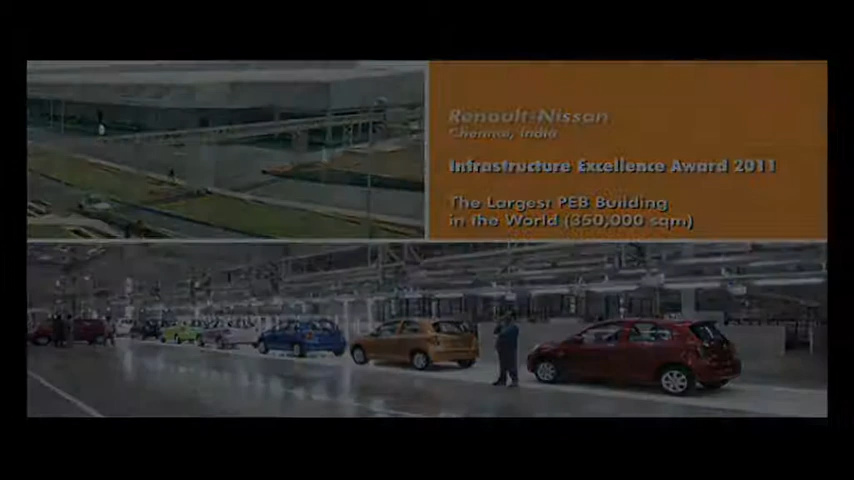 Renault-Nissan
Chennai, India
Infrastructure Excellence Award 2011
The Largest PEB Building
in the World (350,000 sqm)